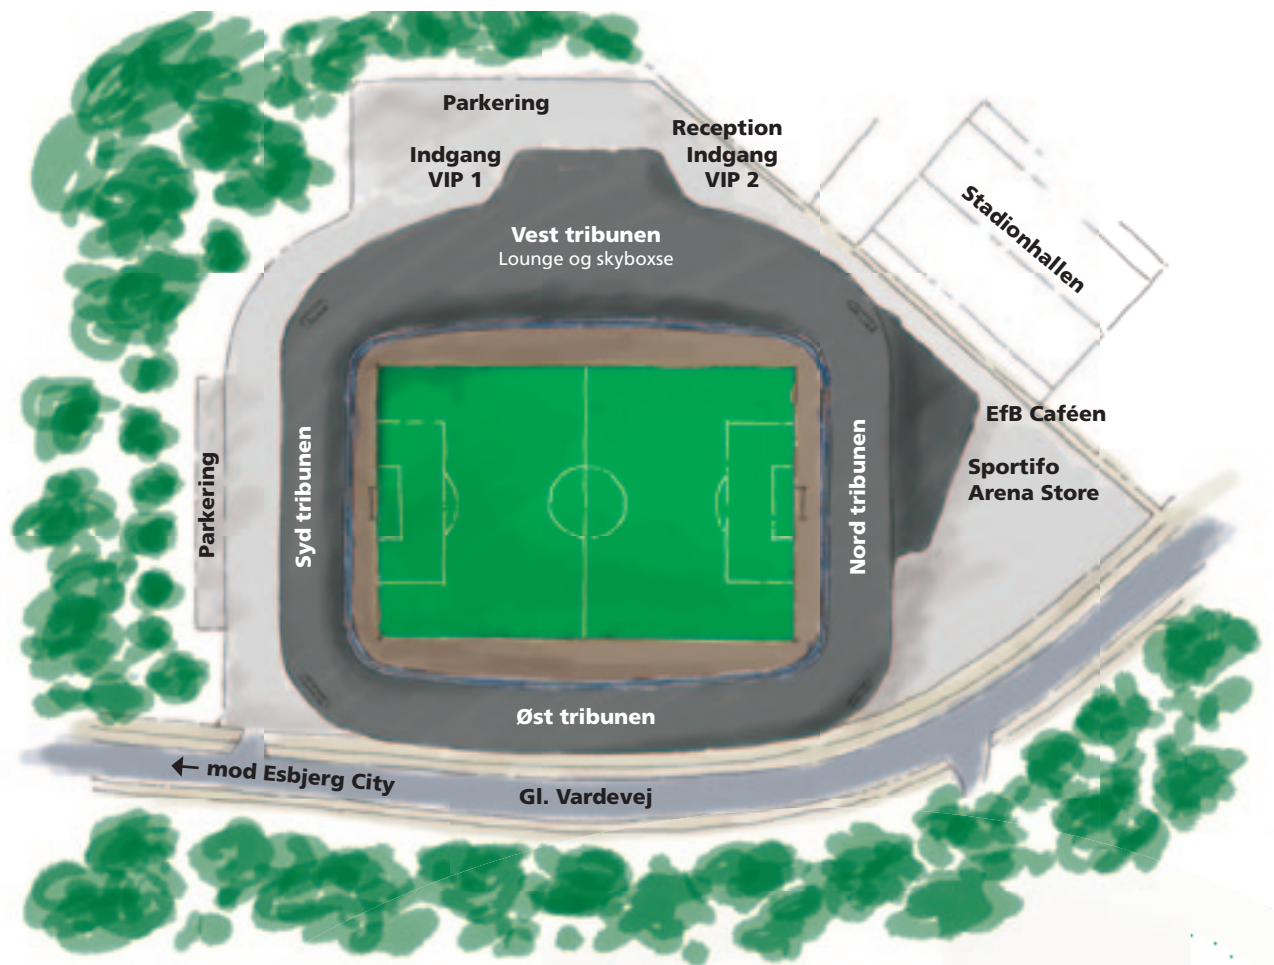 Parkering
Reception
Indgang
VIP 2
Indgang
VIP 1
Vest tribunen
Lounge og skyboxse
Stadionhallen
EfB Caféen
Sportifo
Arena Store
Parkering
Syd tribunen
Nord tribunen
Øst tribunen
← mod Esbjerg City
Gl. Vardevej